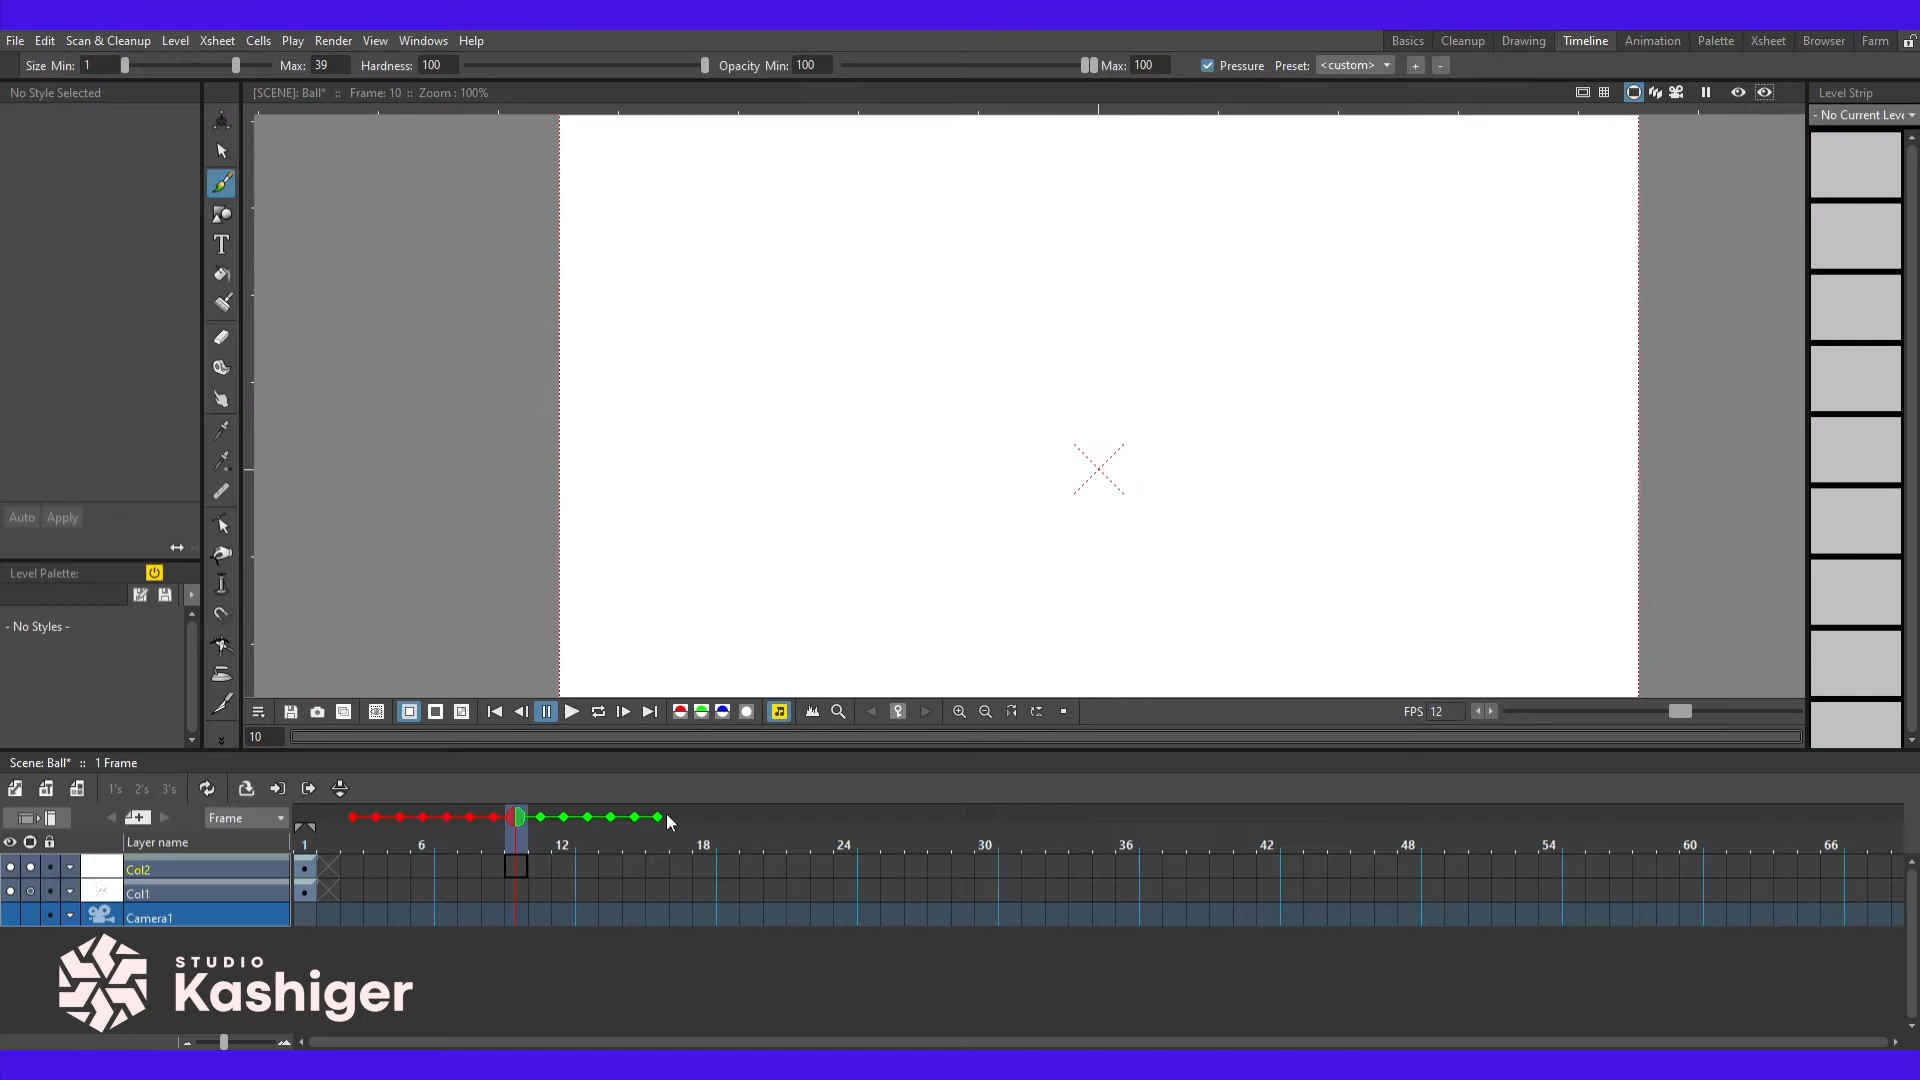 File Edit Scan & Cleanup Level Xsheet Cells Play Render View Windows Help
Basics Cleanup Drawing Timeline Animation Palette Xsheet Browser Farm
Size Min: 1 Max: 39 Hardness: 100 Opacity Min: 100 Max: 100 Pressure Preset: <custom> + -
No Style Selected
[SCENE]: Ball* :: Frame: 10 :: Zoom : 100%
Level Strip
- No Current Leve
Auto Apply
Level Palette:
- No Styles -
FPS 12
10
Scene: Ball* :: 1 Frame
1's 2's 3's
Frame
Layer name
1 6 12 18 24 30 36 42 48 54 60 66
Col2
Col1
Camera1
STUDIO
Kashiger